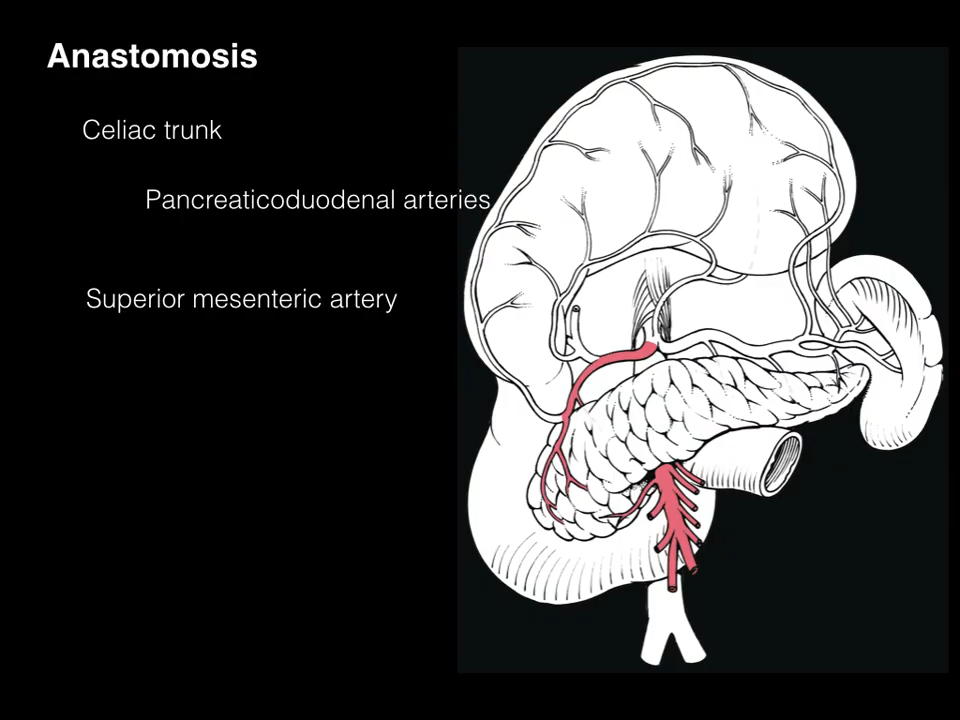 Anastomosis
Celiac trunk
Pancreaticoduodenal arteries
Superior mesenteric artery